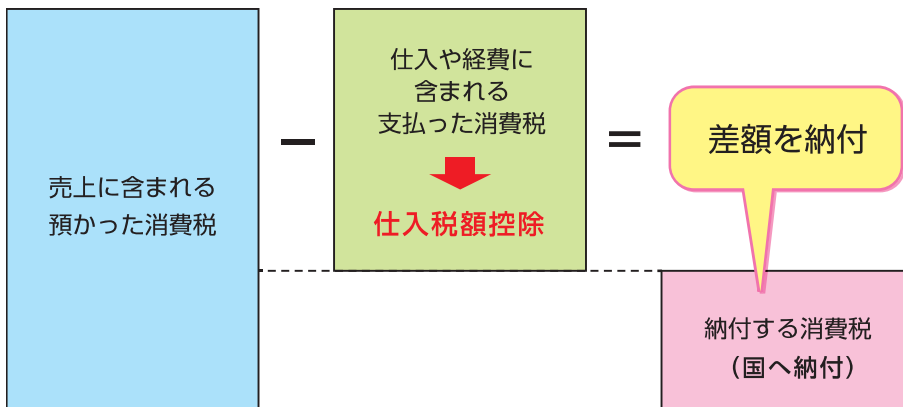 売上に含まれる
預かった消費税
−
仕入や経費に
含まれる
支払った消費税
仕入税額控除
＝
差額を納付
納付する消費税
（国へ納付）